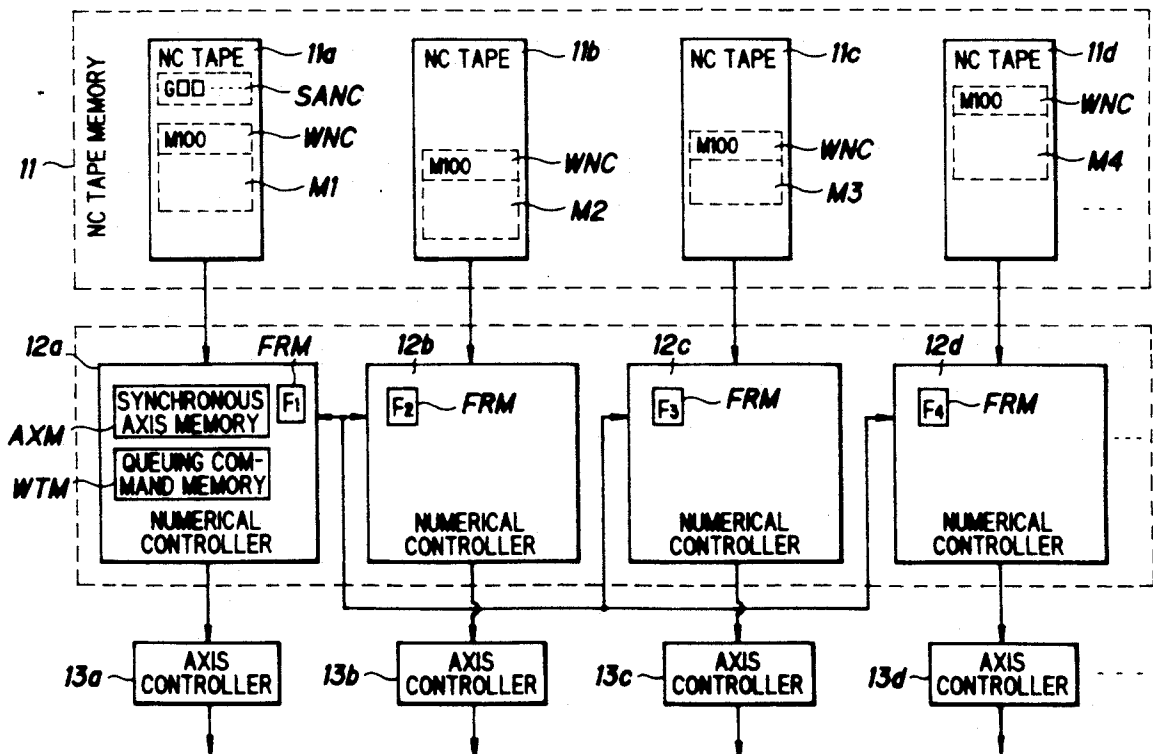 NC TAPE MEMORY
11
NC TAPE
11a
G□□
SANC
M100
WNC
M1
NC TAPE
11b
M100
WNC
M2
NC TAPE
11c
M100
WNC
M3
NC TAPE
11d
M100
WNC
M4
12a
FRM
SYNCHRONOUS
AXIS MEMORY
F1
AXM
QUEUING COM-
MAND MEMORY
WTM
NUMERICAL
CONTROLLER
12b
F2
FRM
NUMERICAL
CONTROLLER
12c
F3
FRM
NUMERICAL
CONTROLLER
12d
F4
FRM
NUMERICAL
CONTROLLER
13a
AXIS
CONTROLLER
13b
AXIS
CONTROLLER
13c
AXIS
CONTROLLER
13d
AXIS
CONTROLLER